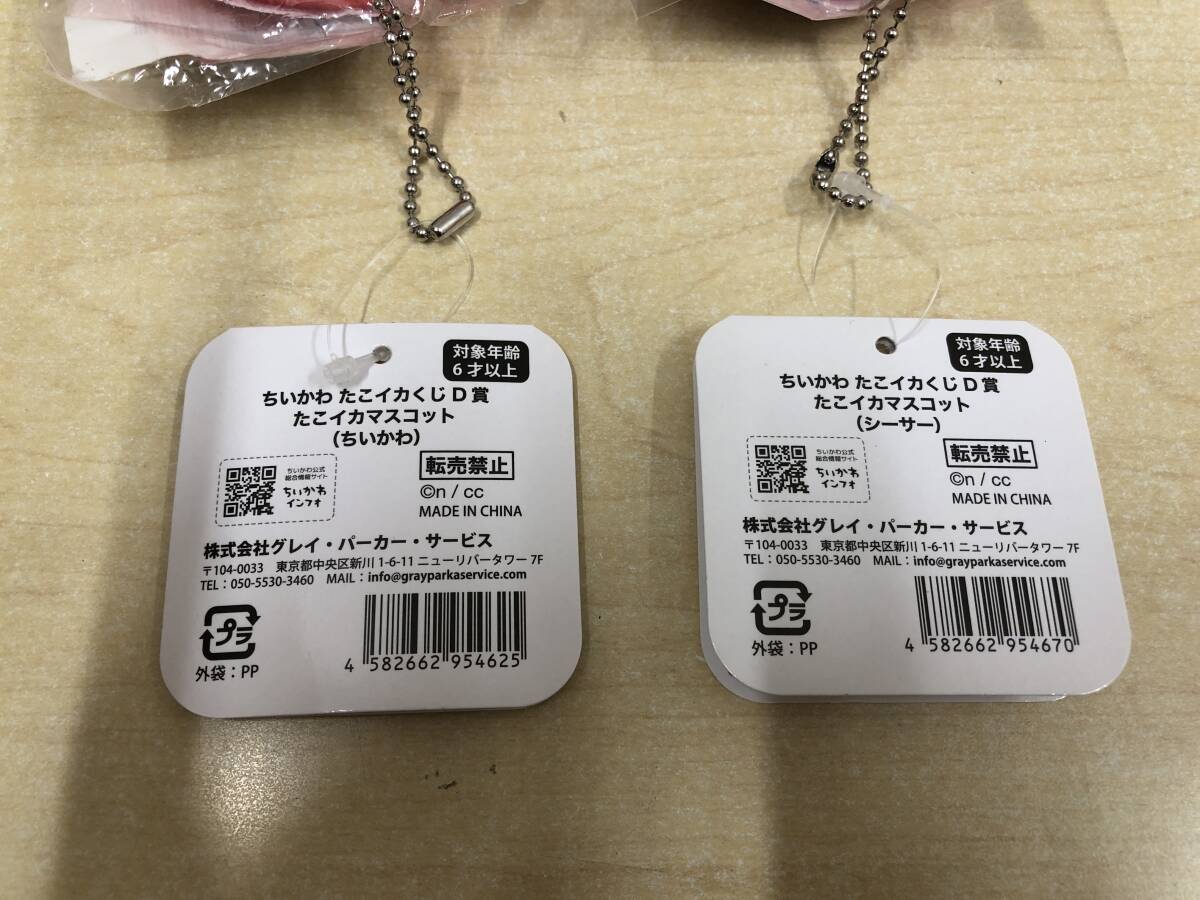 対象年齢
6才以上
ちいかわ たこイカくじ D 賞
たこイカマスコット
(ちいかわ)
ちいかわ公式
総合情報サイト
ちいかわ
インフォ
転売禁止
©n / cc
MADE IN CHINA
株式会社グレイ・パーカー・サービス
〒104-0033 東京都中央区新川 1-6-11 ニューリバータワー 7F
TEL：050-5530-3460 MAIL：info@grayparkaservice.com
プラ
外袋：PP
4 582662 954625
対象年齢
6才以上
ちいかわ たこイカくじ D 賞
たこイカマスコット
(シーサー)
ちいかわ公式
総合情報サイト
ちいかわ
インフォ
転売禁止
©n / cc
MADE IN CHINA
株式会社グレイ・パーカー・サービス
〒104-0033 東京都中央区新川 1-6-11 ニューリバータワー 7F
TEL：050-5530-3460 MAIL：info@grayparkaservice.com
プラ
外袋：PP
4 582662 954670